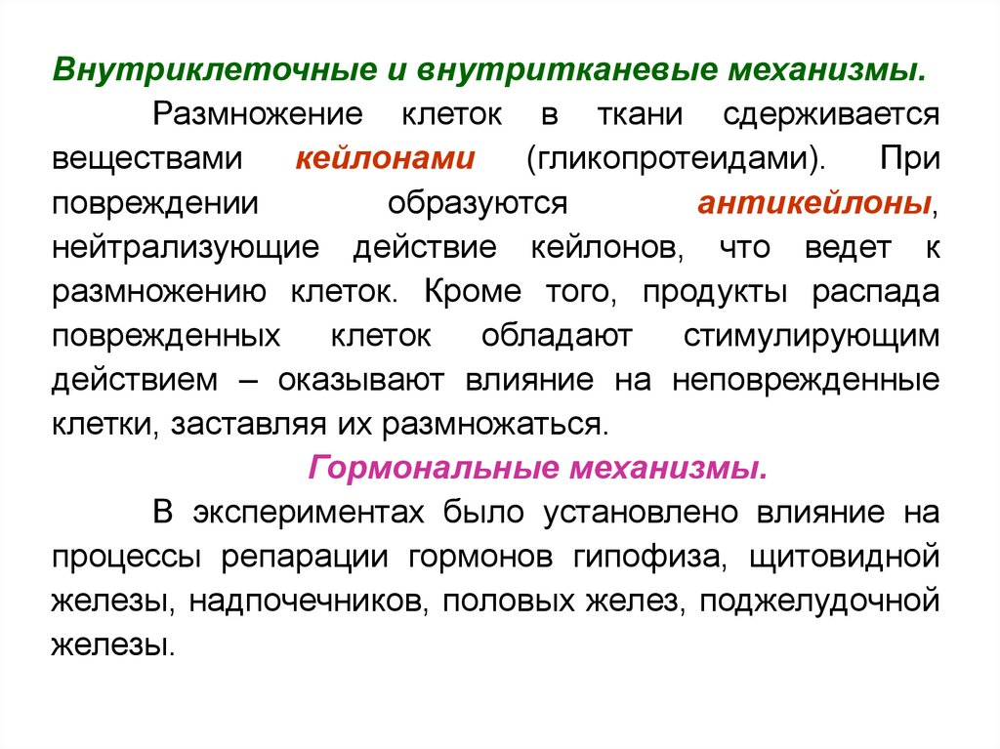 Внутриклеточные и внутритканевые механизмы.
Размножение клеток в ткани сдерживается
веществами кейлонами (гликопротеидами). При
повреждении образуются антикейлоны,
нейтрализующие действие кейлонов, что ведет к
размножению клеток. Кроме того, продукты распада
поврежденных клеток обладают стимулирующим
действием – оказывают влияние на неповрежденные
клетки, заставляя их размножаться.
Гормональные механизмы.
В экспериментах было установлено влияние на
процессы репарации гормонов гипофиза, щитовидной
железы, надпочечников, половых желез, поджелудочной
железы.